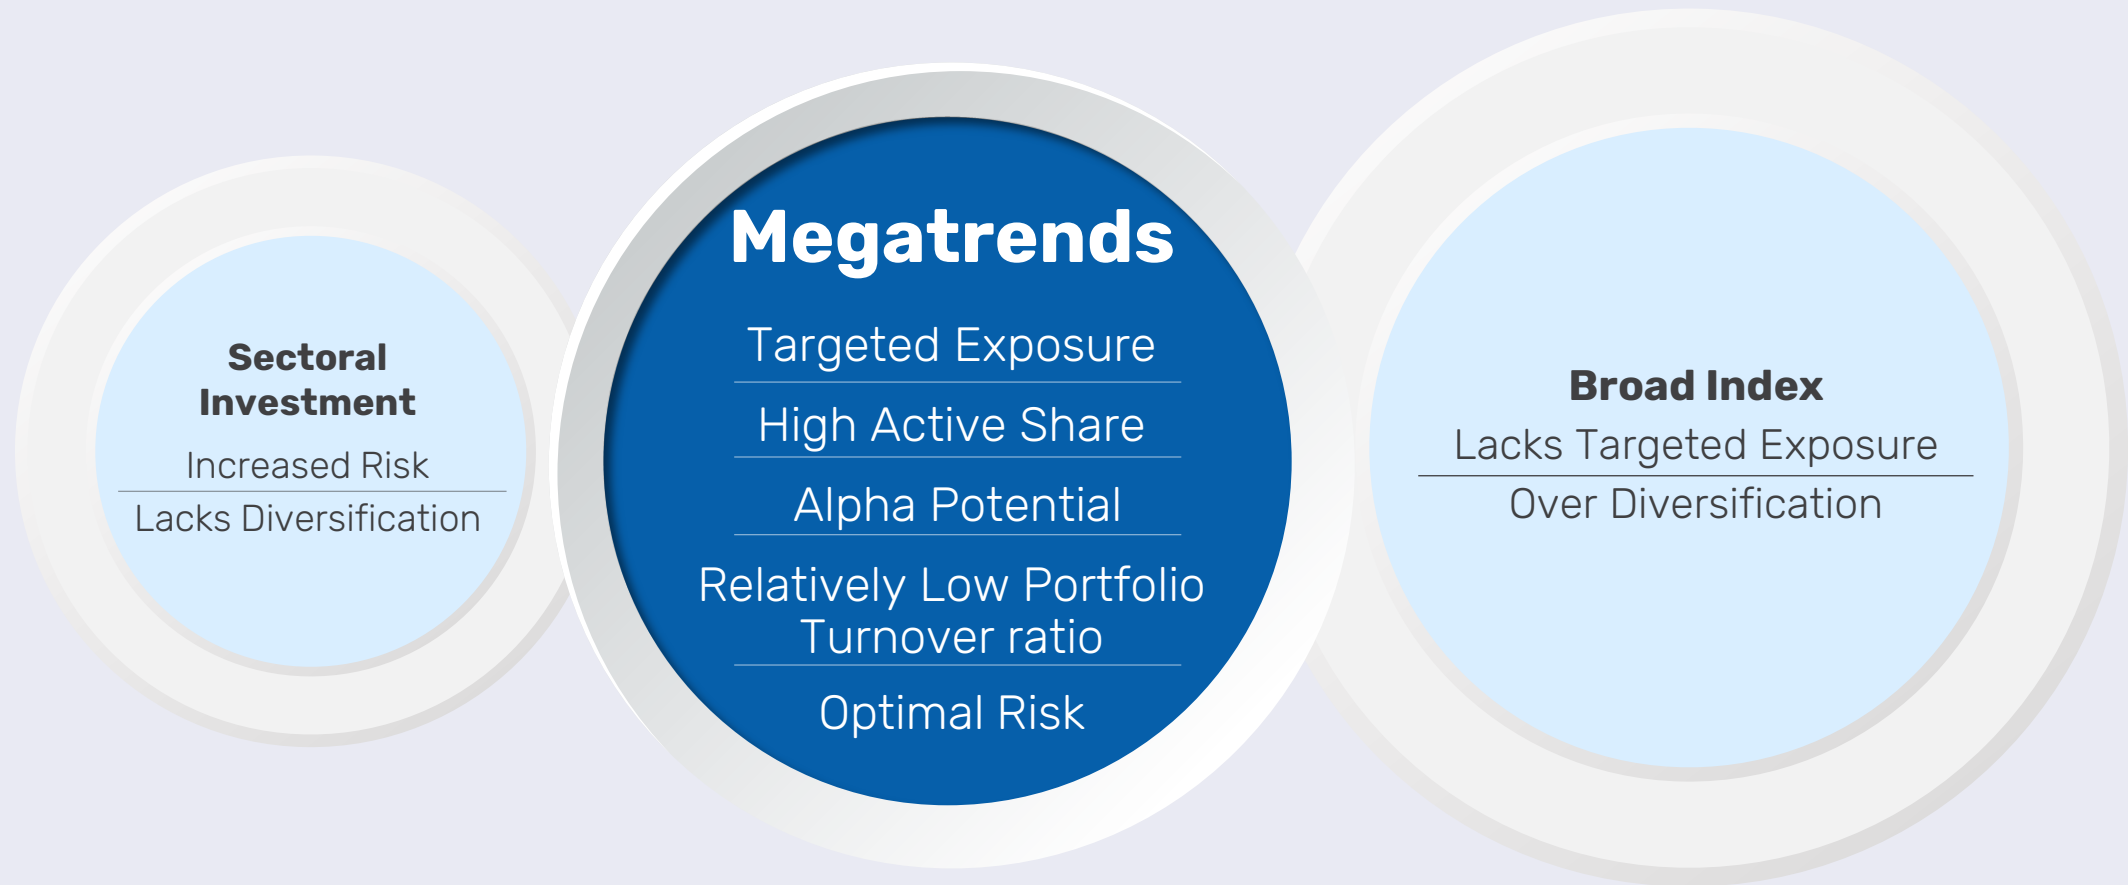 Sectoral
Investment
Increased Risk
Lacks Diversification
Megatrends
Targeted Exposure
High Active Share
Alpha Potential
Relatively Low Portfolio
Turnover ratio
Optimal Risk
Broad Index
Lacks Targeted Exposure
Over Diversification